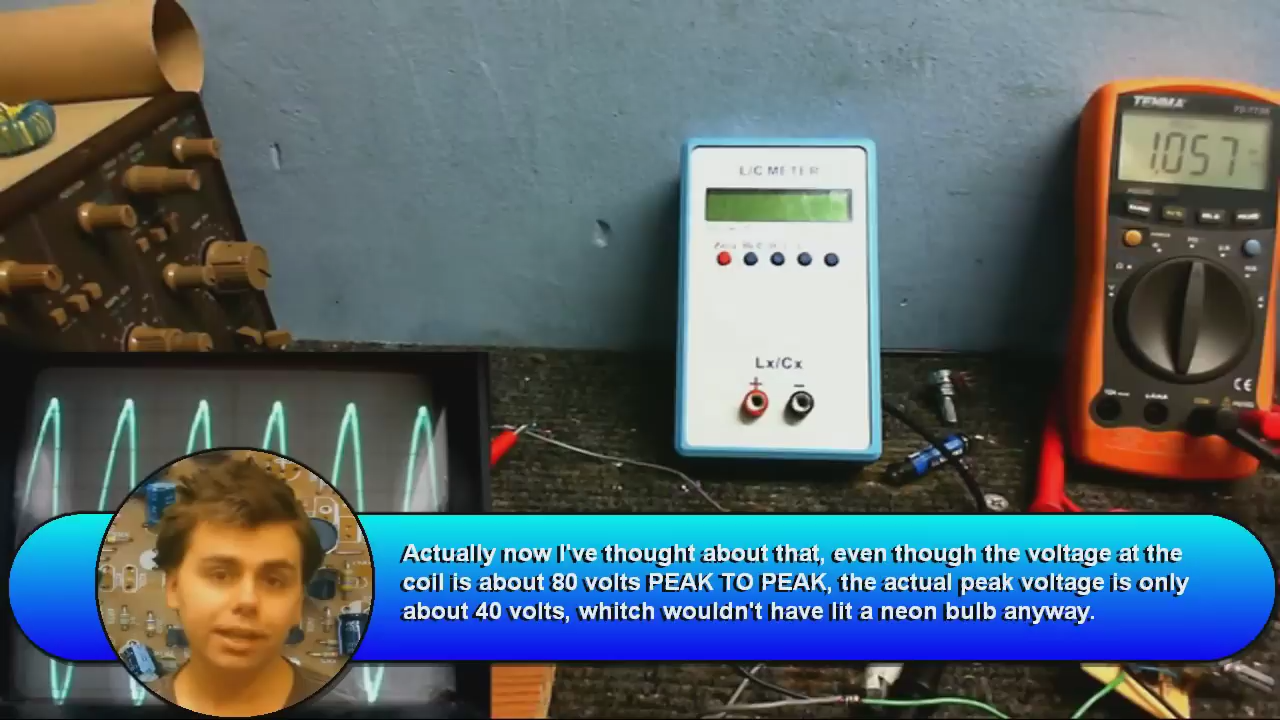 TENMA
1.057
L/C METER
Lx/Cx
+ -
CE
Actually now I've thought about that, even though the voltage at the
coil is about 80 volts PEAK TO PEAK, the actual peak voltage is only
about 40 volts, whitch wouldn't have lit a neon bulb anyway.